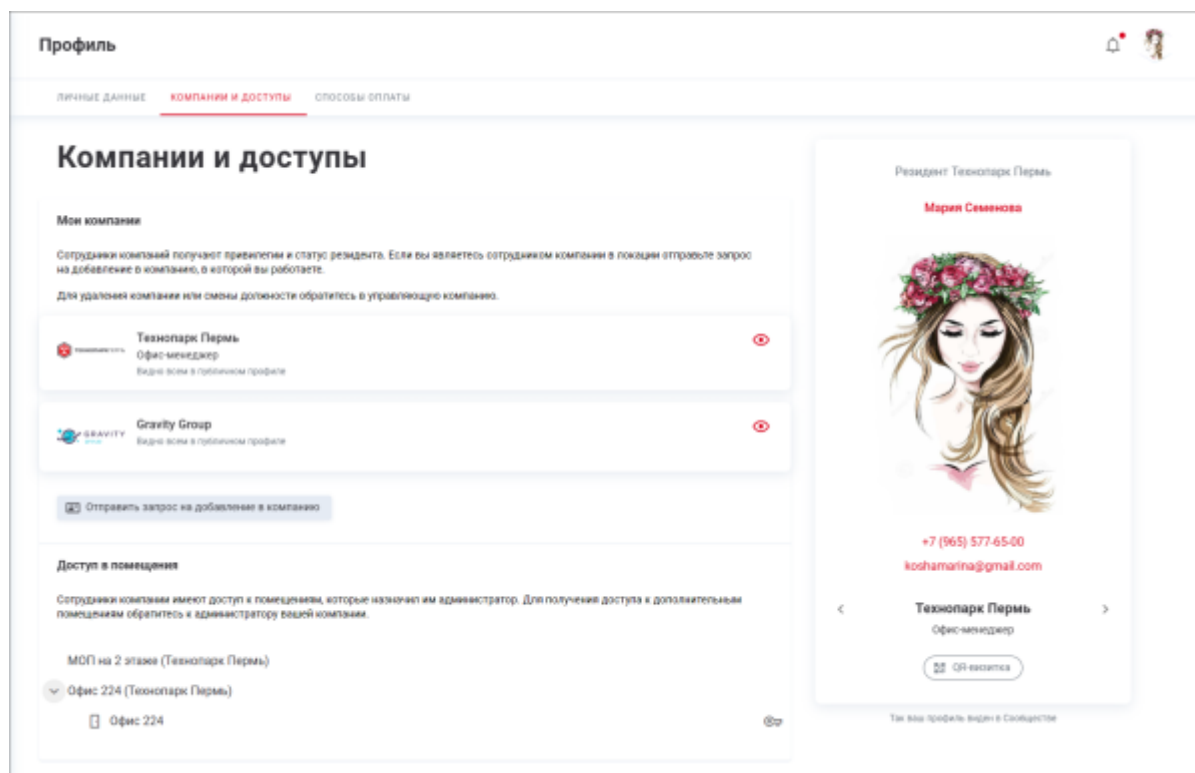 Профиль
ЛИЧНЫЕ ДАННЫЕ КОМПАНИИ И ДОСТУПЫ СПОСОБЫ ОПЛАТЫ
Компании и доступы
Мои компании
Сотрудники компаний получают привилегии и статус резидента. Если вы являетесь сотрудником компании в локации отправьте запрос
на добавление в компанию, в которой вы работаете.
Для удаления компании или смены должности обратитесь в управляющую компанию.
Технопарк Пермь
Офис-менеджер
Видно всем в публичном профиле
GRAVITY
Gravity Group
Видно всем в публичном профиле
Отправить запрос на добавление в компанию
Доступ в помещения
Сотрудники компании имеют доступ к помещениям, которые назначил им администратор. Для получения доступа к дополнительным
помещениям обратитесь к администратору вашей компании.
МОП на 2 этаже (Технопарк Пермь)
Офис 224 (Технопарк Пермь)
Офис 224
Резидент Технопарк Пермь
Мария Семенова
+7 (965) 577-65-00
koshamarina@gmail.com
Технопарк Пермь
Офис-менеджер
QR-визитка
Так ваш профиль виден в Сообществе